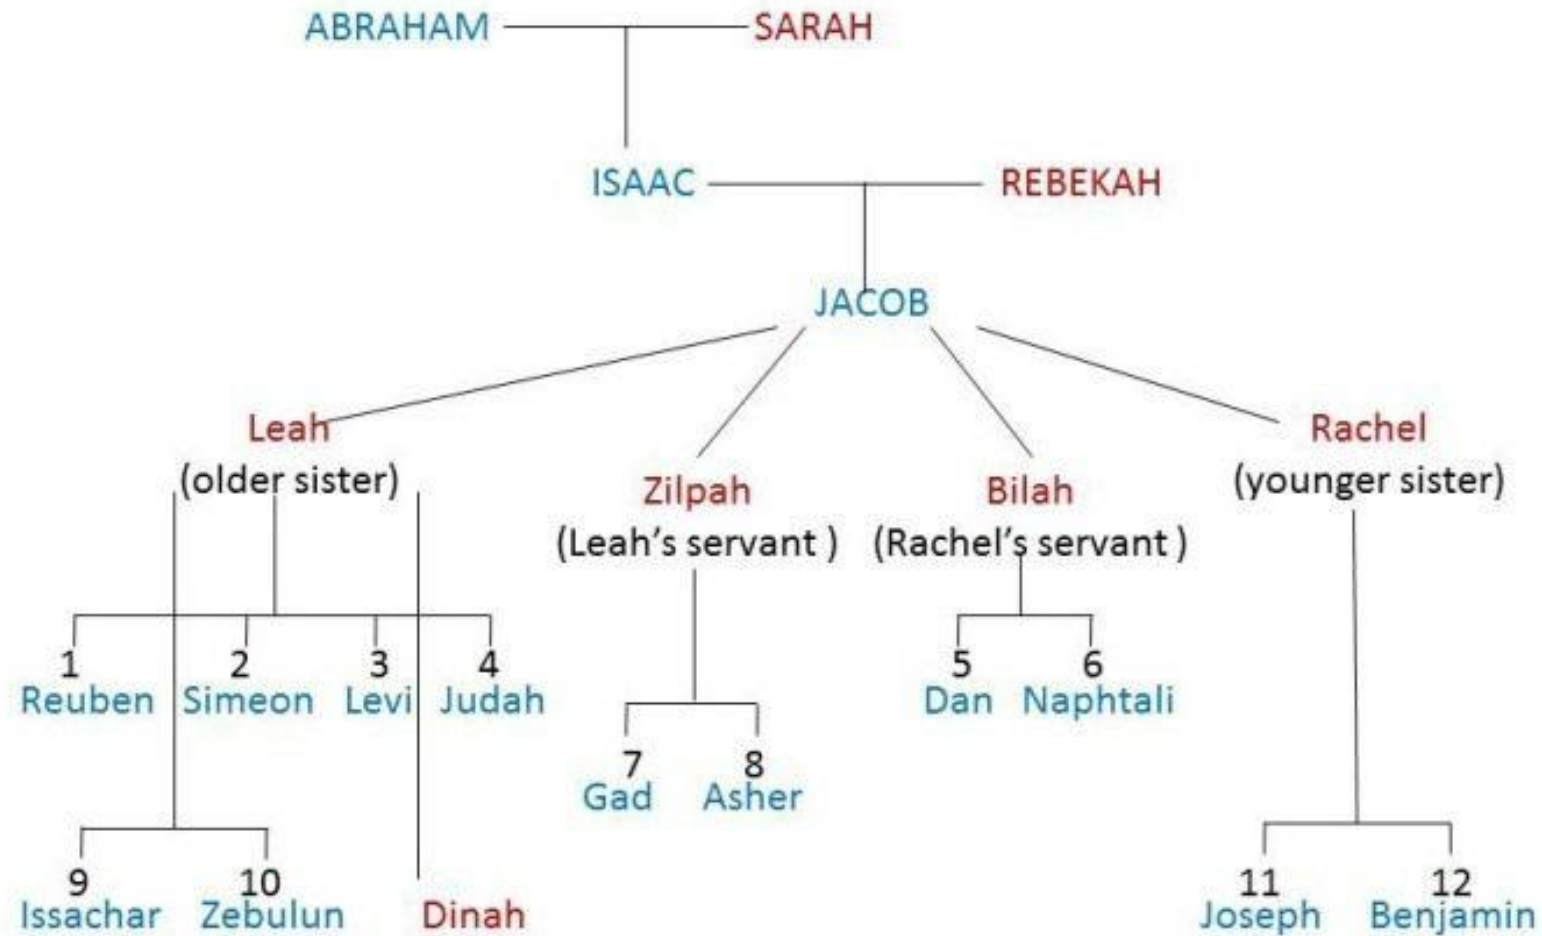 ABRAHAM SARAH
ISAAC REBEKAH
JACOB
Leah Rachel
(older sister) (younger sister)
Zilpah Bilah
(Leah's servant ) (Rachel's servant )
1 2 3 4 5 6
Reuben Simeon Levi Judah Dan Naphtali
7 8
Gad Asher
9 10 11 12
Issachar Zebulun Dinah Joseph Benjamin